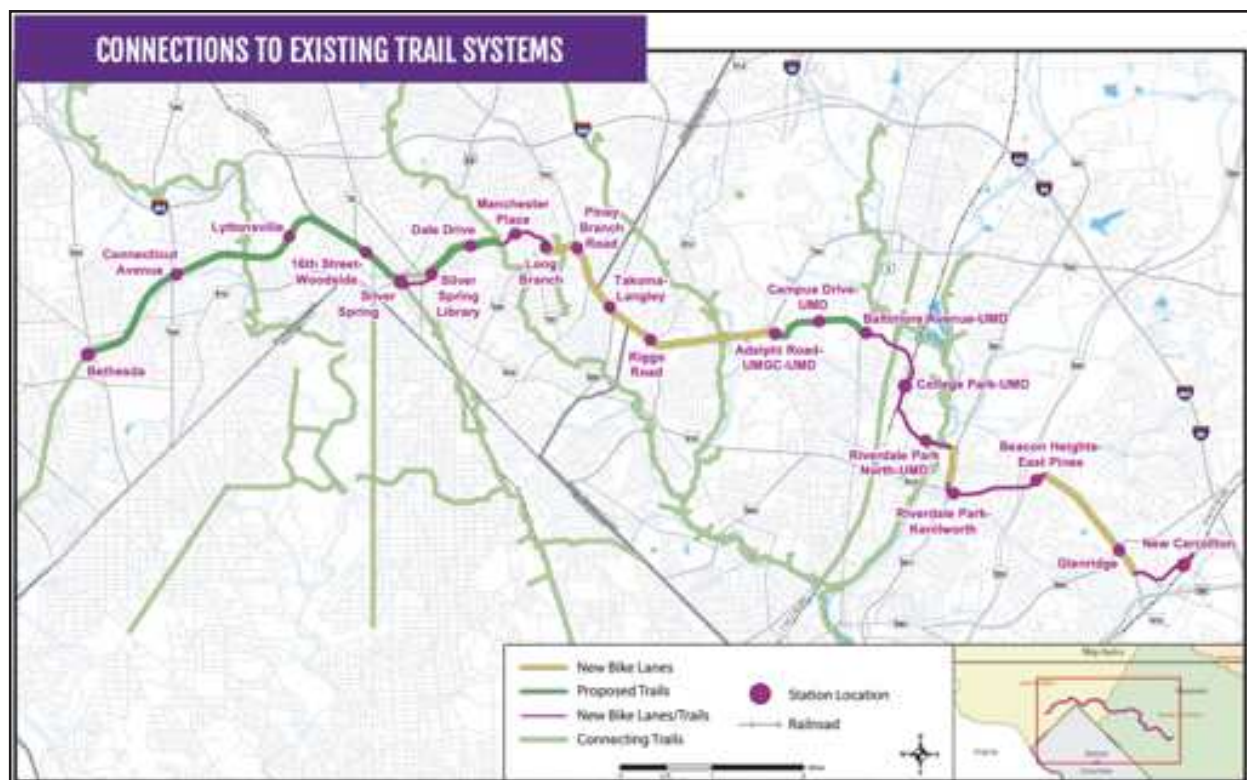 CONNECTIONS TO EXISTING TRAIL SYSTEMS
Manchester
Place
Piney
Branch
Road
Lyttonsville
Dale Drive
Connecticut
Avenue
16th Street-
Woodside
Silver
Spring
Silver
Spring
Library
Long
Branch
Takoma-
Langley
Campus Drive-
UMD
Baltimore Avenue-UMD
Bethesda
Riggs
Road
Adelphi Road-
UMGC-UMD
College Park-UMD
Riverdale Park
North-UMD
Beacon Heights-
East Pines
Riverdale Park-
Kenilworth
Glenridge
New Carrollton
New Bike Lanes
Proposed Trails
New Bike Lanes/Trails
Connecting Trails
Station Location
Railroad